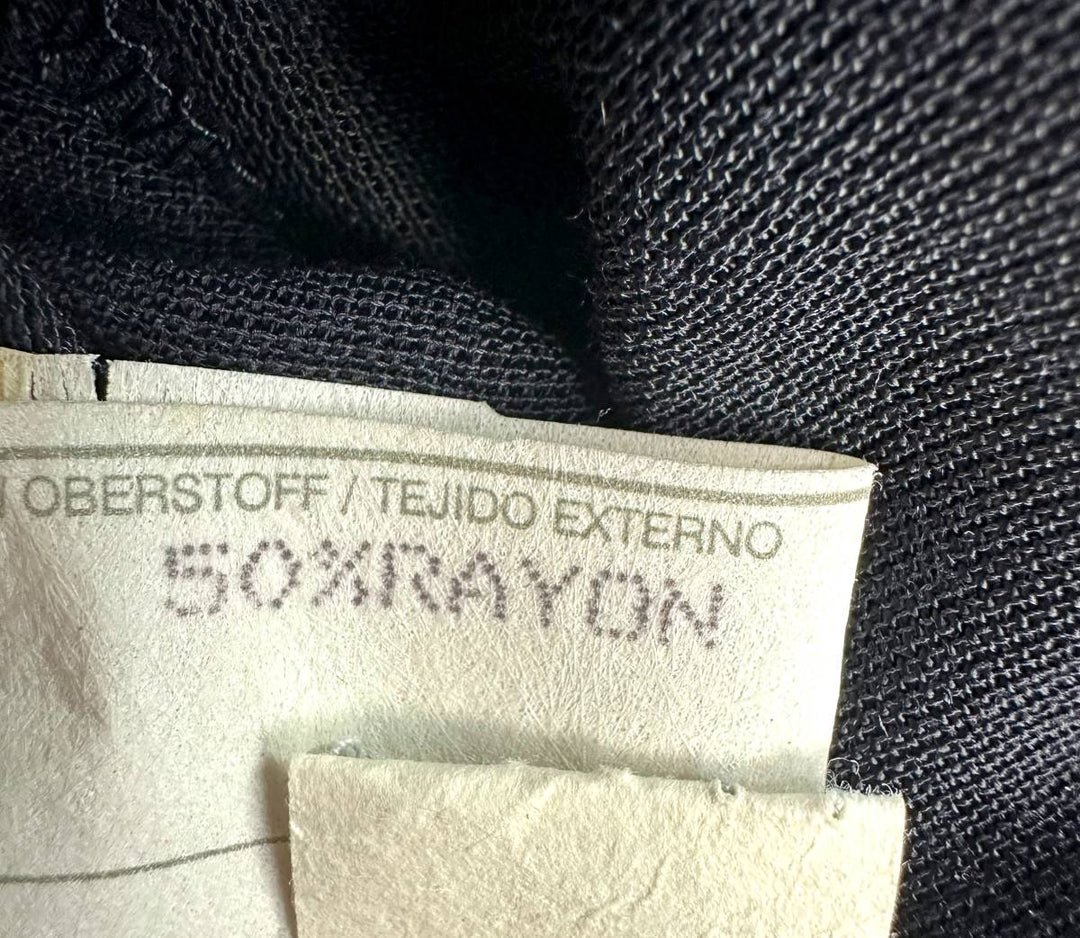 OBERSTOFF / TEJIDO EXTERNO
50%RAYON